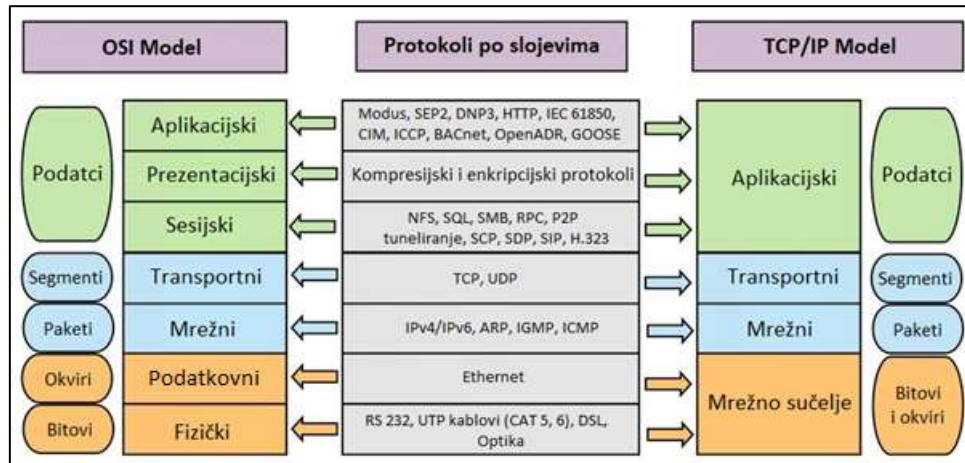 OSI Model
Protokoli po slojevima
TCP/IP Model
Podatci
Aplikacijski
Modus, SEP2, DNP3, HTTP, IEC 61850,
CIM, ICCP, BACnet, OpenADR, GOOSE
Aplikacijski
Podatci
Prezentacijski
Kompresijski i enkripcijski protokoli
Sesijski
NFS, SQL, SMB, RPC, P2P
tuneliranje, SCP, SDP, SIP, H.323
Segmenti
Transportni
TCP, UDP
Transportni
Segmenti
Paketi
Mrežni
IPv4/IPv6, ARP, IGMP, ICMP
Mrežni
Paketi
Okviri
Podatkovni
Ethernet
Mrežno sučelje
Bitovi
i okviri
Bitovi
Fizički
RS 232, UTP kablovi (CAT 5, 6), DSL,
Optika